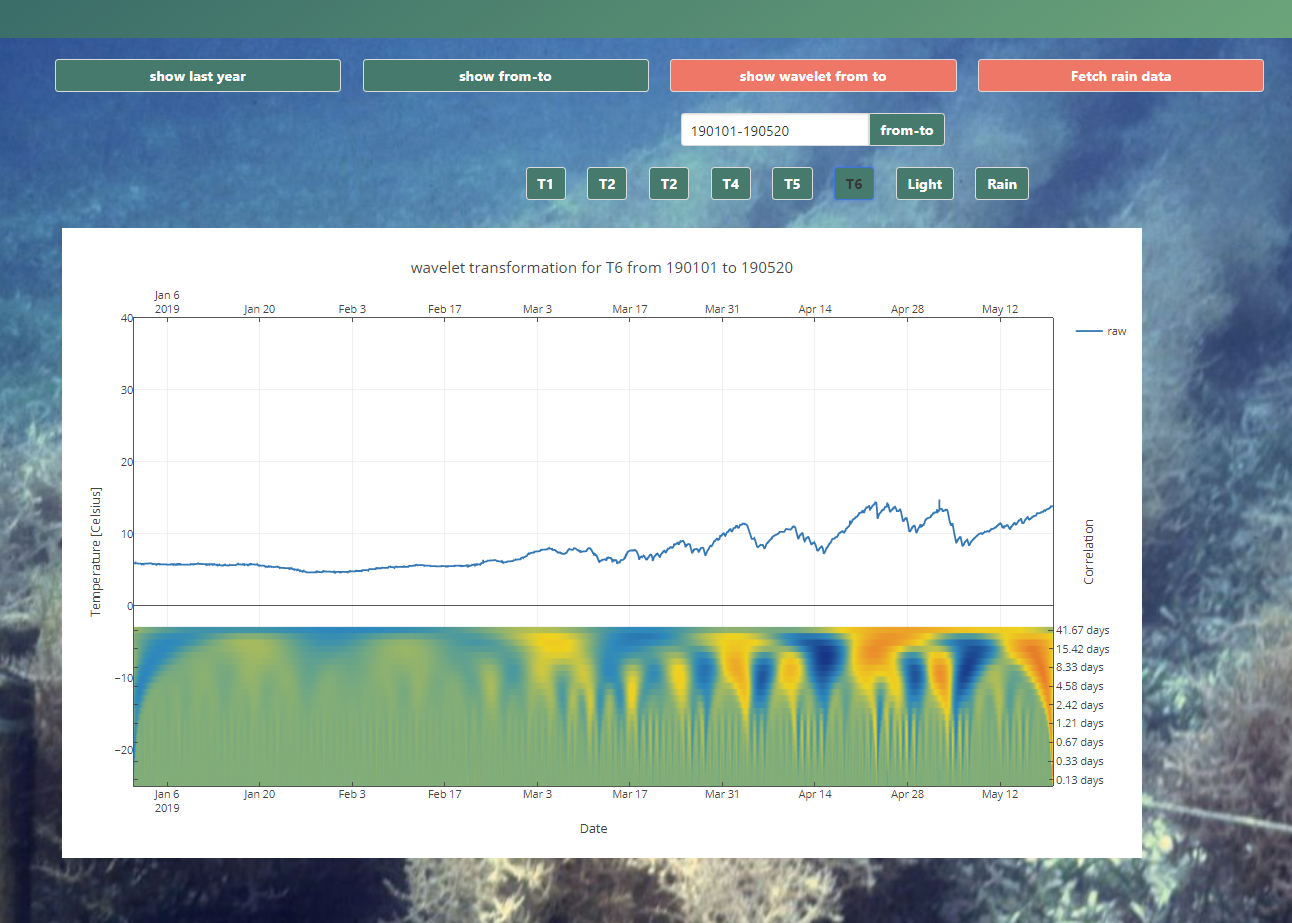 show last year show from-to show wavelet from to Fetch rain data
190101-190520 from-to
T1 T2 T2 T4 T5 T6 Light Rain
wavelet transformation for T6 from 190101 to 190520
Jan 6
2019 Jan 20 Feb 3 Feb 17 Mar 3 Mar 17 Mar 31 Apr 14 Apr 28 May 12
40
raw
30
20
10
0
−10
−20
Temperature [Celsius]
Correlation
41.67 days
15.42 days
8.33 days
4.58 days
2.42 days
1.21 days
0.67 days
0.33 days
0.13 days
Jan 6 Jan 20 Feb 3 Feb 17 Mar 3 Mar 17 Mar 31 Apr 14 Apr 28 May 12
2019
Date